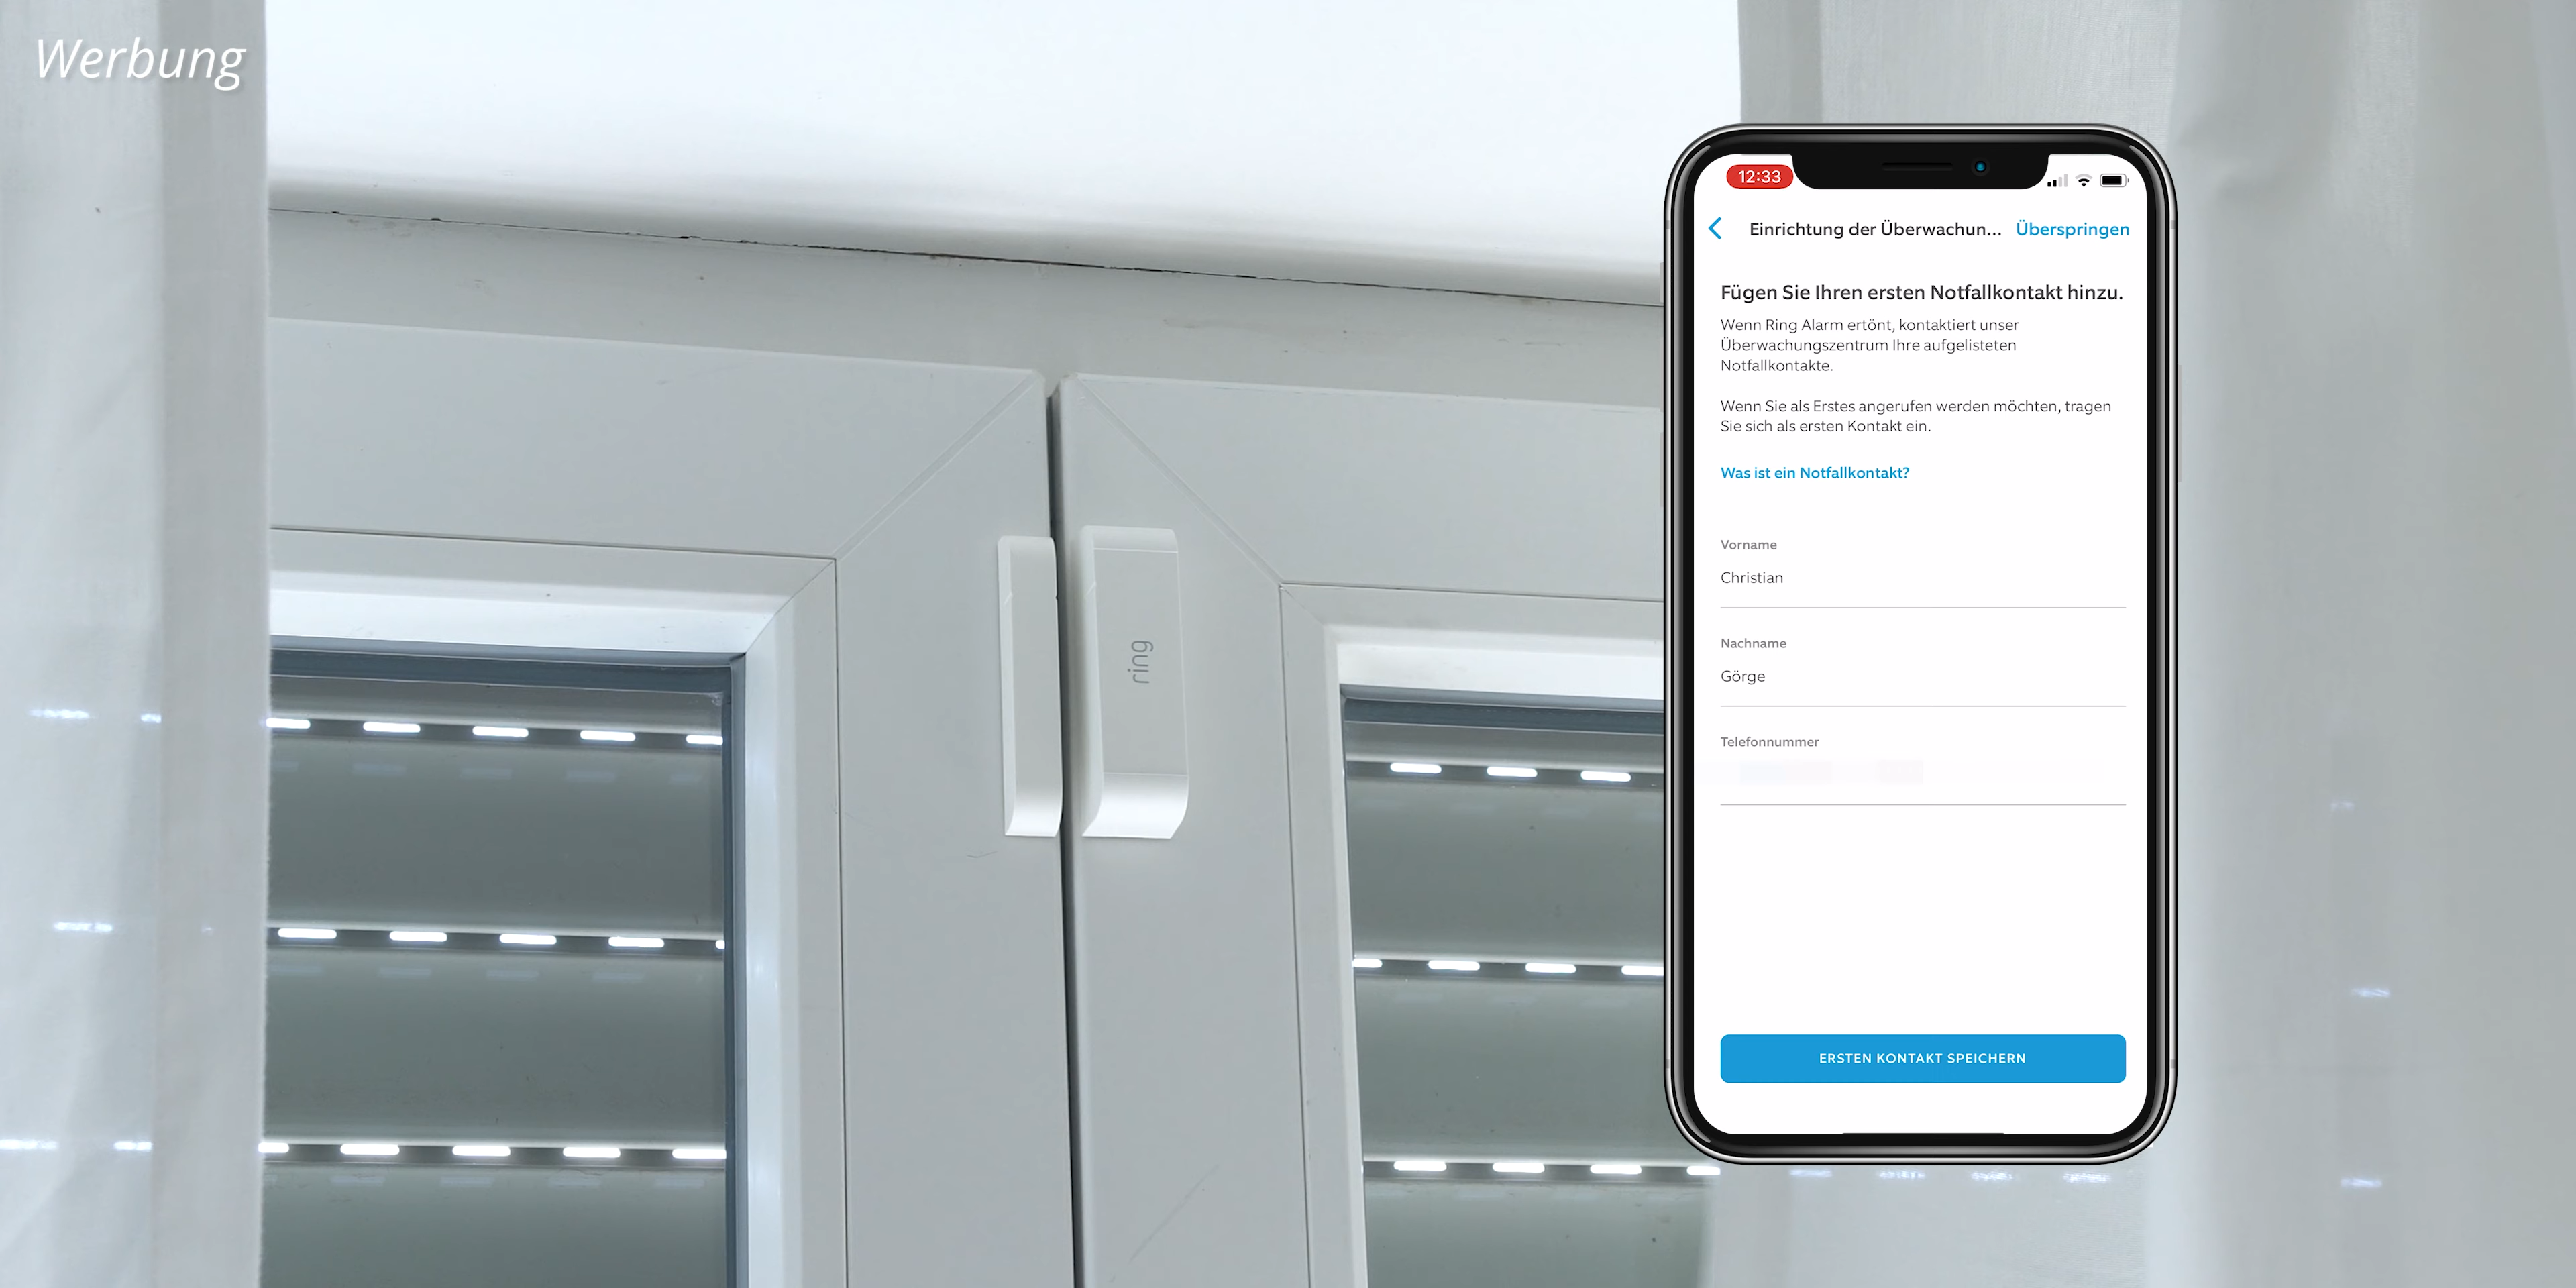 Werbung
ring
12:33
Einrichtung der Überwachun... Überspringen
Fügen Sie Ihren ersten Notfallkontakt hinzu.
Wenn Ring Alarm ertönt, kontaktiert unser
Überwachungszentrum Ihre aufgelisteten
Notfallkontakte.
Wenn Sie als Erstes angerufen werden möchten, tragen
Sie sich als ersten Kontakt ein.
Was ist ein Notfallkontakt?
Vorname
Christian
Nachname
Görge
Telefonnummer
ERSTEN KONTAKT SPEICHERN